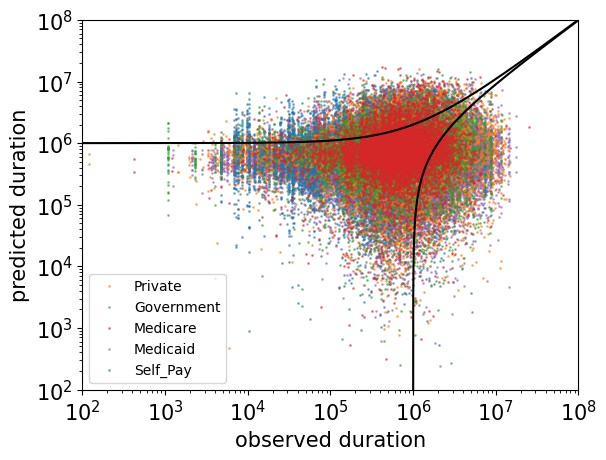 10^8
10^7
10^6
10^5
10^4
10^3
10^2
predicted duration
Private
Government
Medicare
Medicaid
Self_Pay
10^2 10^3 10^4 10^5 10^6 10^7 10^8
observed duration